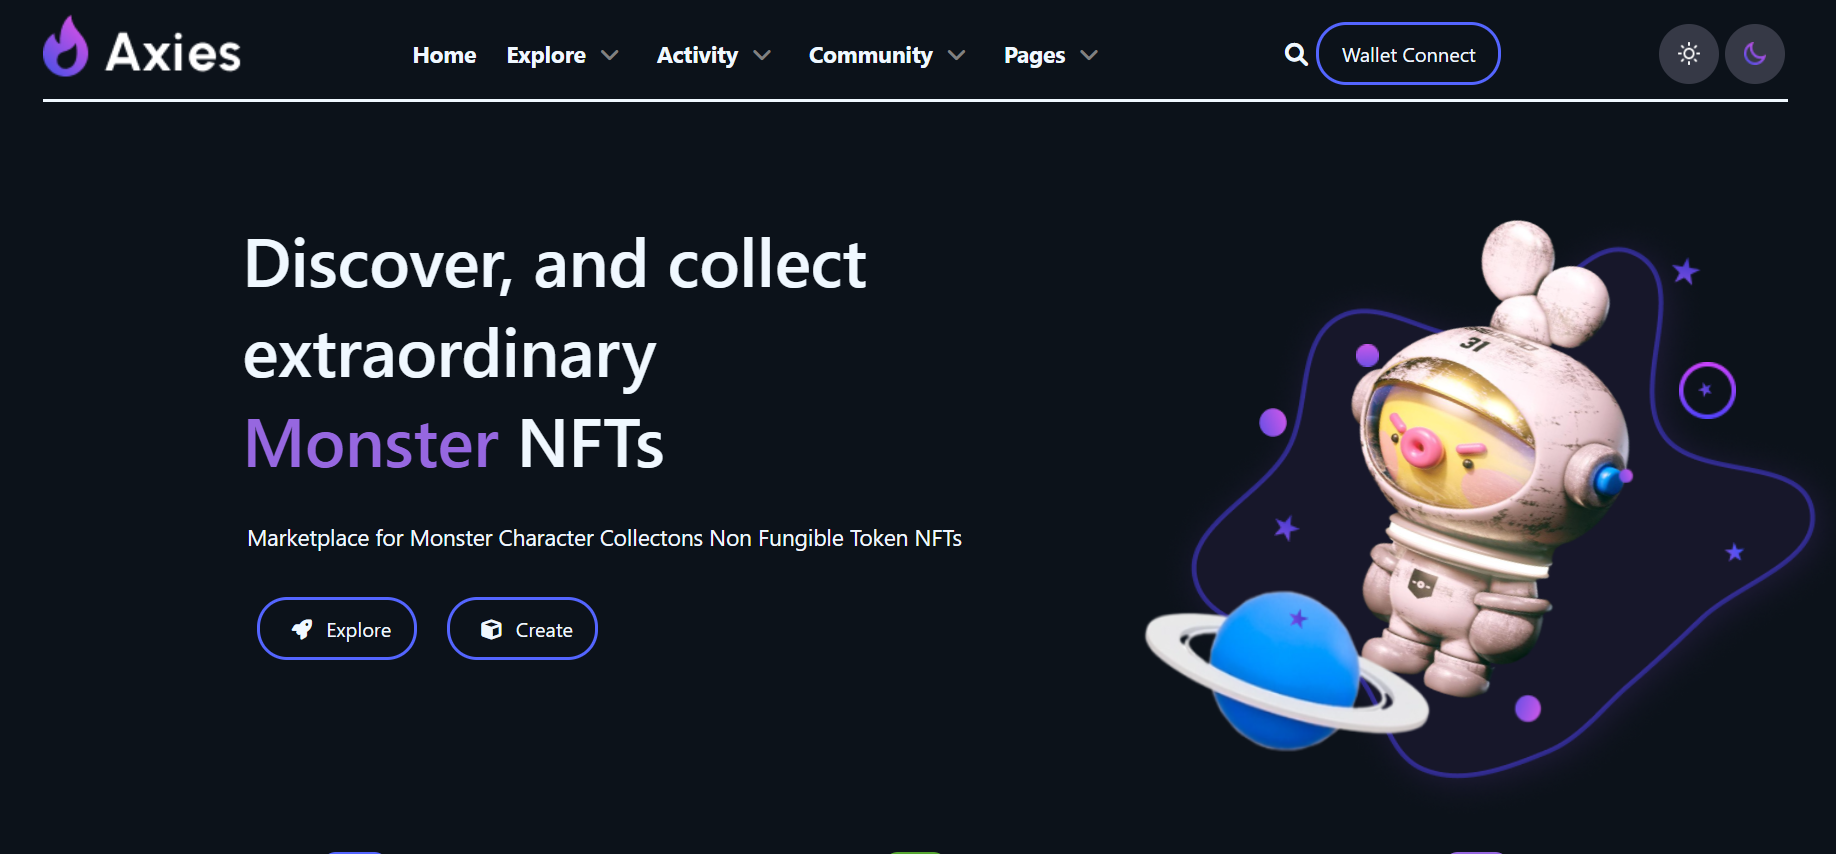 Axies
Home Explore Activity Community Pages
Wallet Connect
Discover, and collect
extraordinary
Monster NFTs
Marketplace for Monster Character Collectons Non Fungible Token NFTs
Explore Create
31